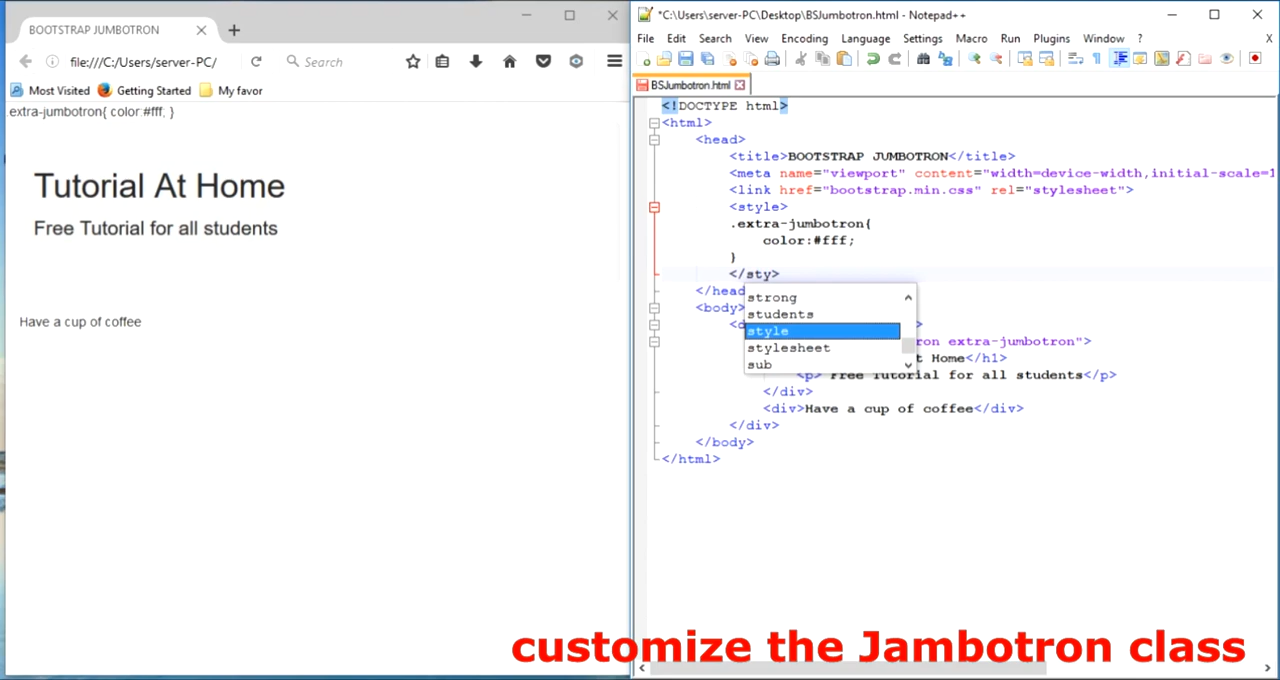 BOOTSTRAP JUMBOTRON
file:///C:/Users/server-PC/
Search
Most Visited Getting Started My favor
extra-jumbotron{ color:#fff; }
Tutorial At Home
Free Tutorial for all students
Have a cup of coffee
*C:\Users\server-PC\Desktop\BSJumbotron.html - Notepad++
File Edit Search View Encoding Language Settings Macro Run Plugins Window ?
X
BSJumbotron.html
<!DOCTYPE html>
<html>
<head>
<title>BOOTSTRAP JUMBOTRON</title>
<meta name="viewport" content="width=device-width,initial-scale=1
<link href="bootstrap.min.css" rel="stylesheet">
<style>
.extra-jumbotron{
color:#fff;
}
</sty>
strong
students
style
stylesheet
sub
</head
<body>
<d >
ron extra-jumbotron">
t Home</h1>
<p> Free Tutorial for all students</p>
</div>
<div>Have a cup of coffee</div>
</div>
</body>
</html>
customize the Jambotron class